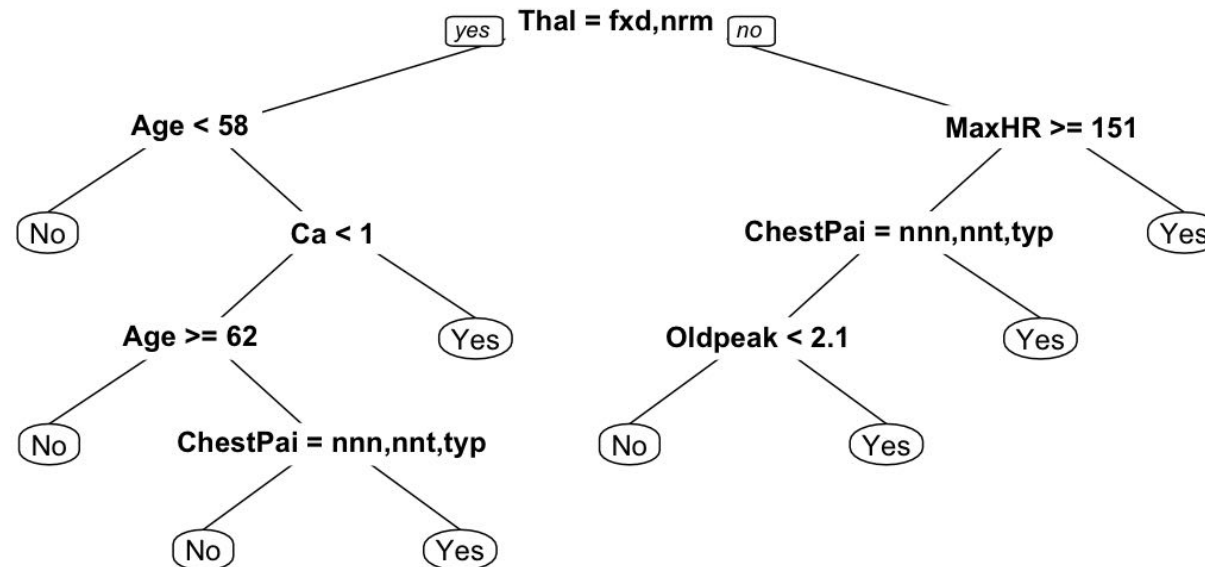 yes Thal = fxd,nrm no
Age < 58 MaxHR >= 151
No Ca < 1 ChestPai = nnn,nnt,typ Yes
Age >= 62 Yes Oldpeak < 2.1 Yes
No ChestPai = nnn,nnt,typ No Yes
No Yes